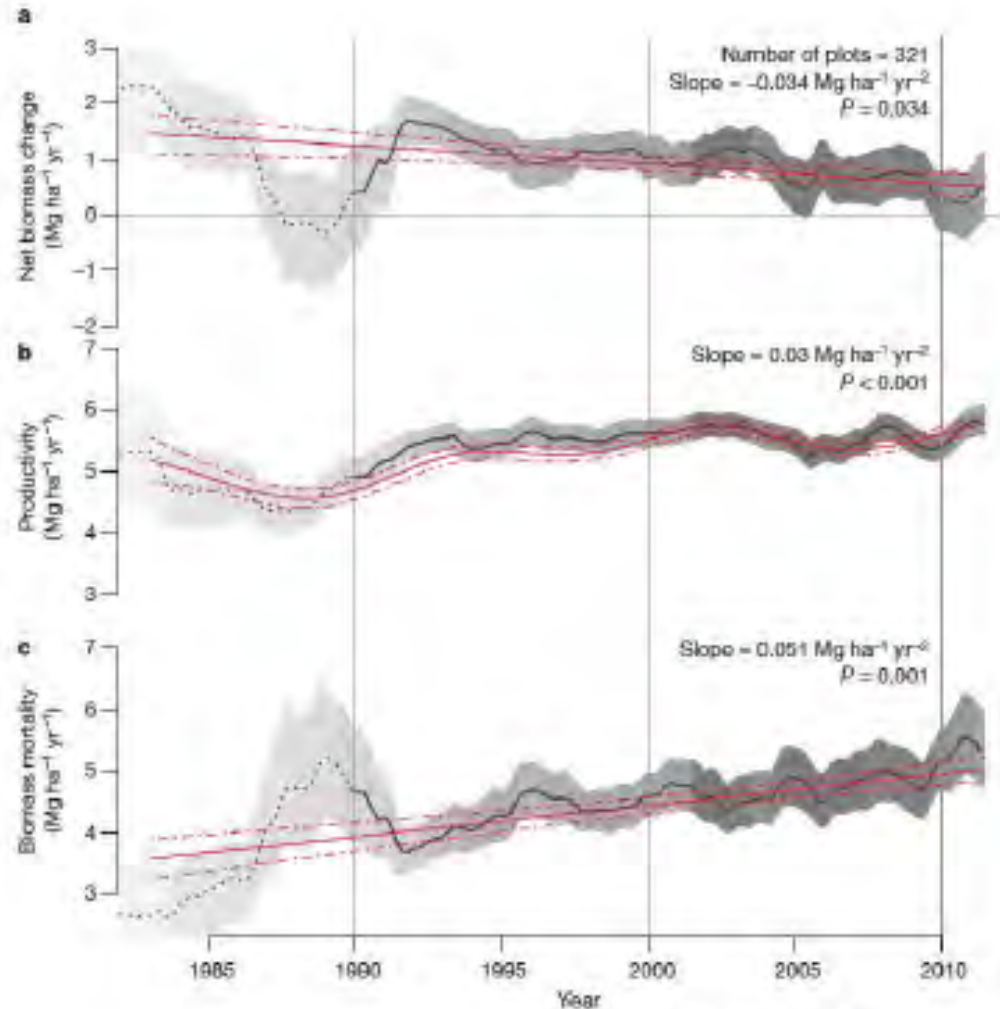 a
Number of plots = 321
Slope = -0.034 Mg ha⁻¹ yr⁻²
P = 0.034
Net biomass change
(Mg ha⁻¹ yr⁻¹)
3
2
1
0
-1
-2
b
Slope = 0.03 Mg ha⁻¹ yr⁻²
P < 0.001
Productivity
(Mg ha⁻¹ yr⁻¹)
7
6
5
4
3
c
Slope = 0.051 Mg ha⁻¹ yr⁻²
P = 0.001
Biomass mortality
(Mg ha⁻¹ yr⁻¹)
7
6
5
4
3
1985 1990 1995 2000 2005 2010
Year